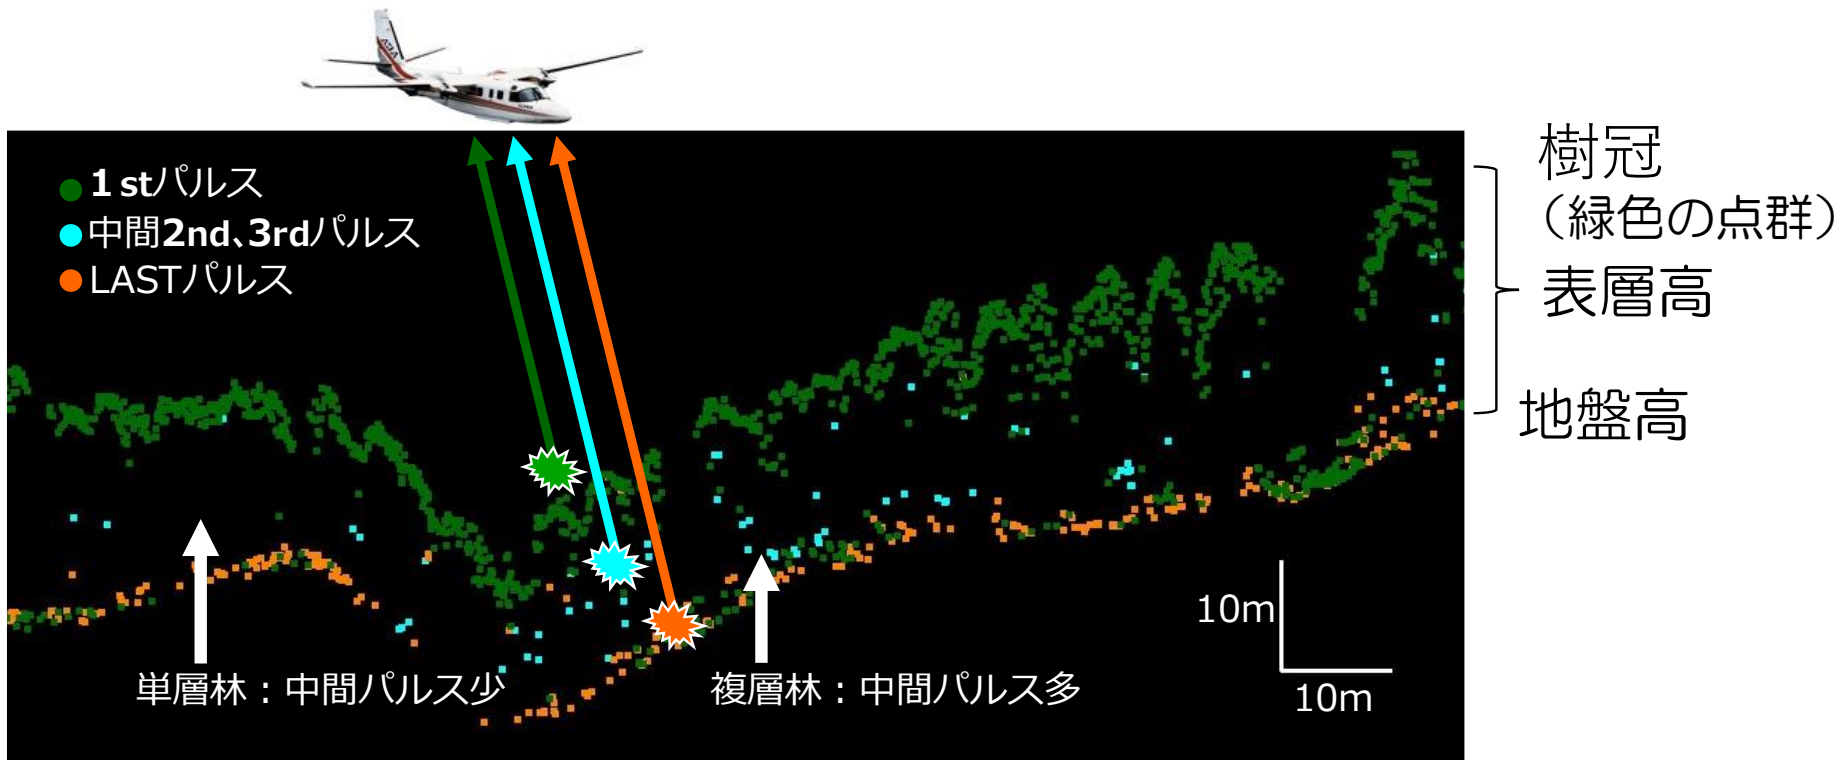 1stパルス
中間2nd、3rdパルス
LASTパルス
樹冠
（緑色の点群）
表層高
地盤高
10m
10m
単層林：中間パルス少
複層林：中間パルス多